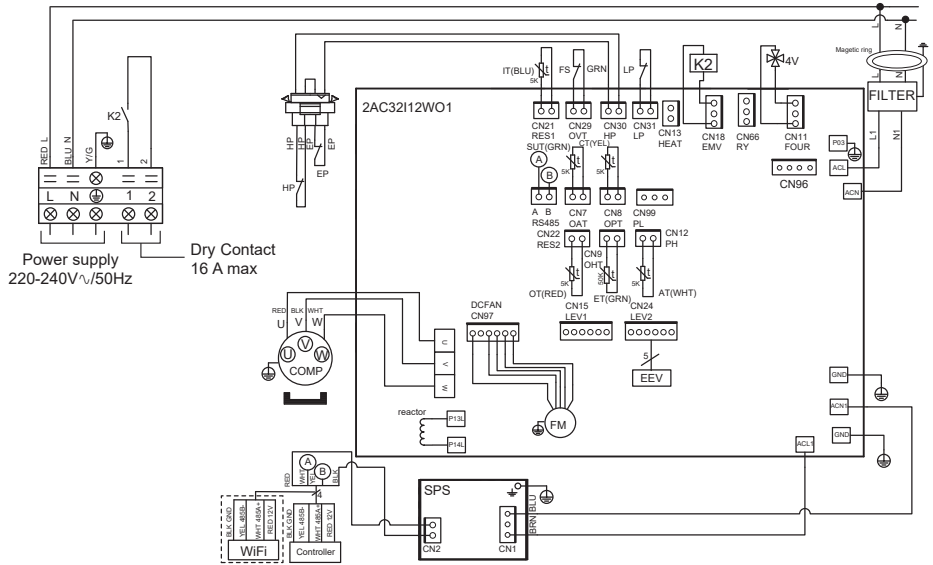 L
N
Magetic ring
L
N
FILTER
L1
N1
RED L
BLU N
Y/G
K2
1
2
L N 1 2
Power supply
220-240V∿/50Hz
Dry Contact
16 A max
HP
HP
EP
EP
HP
EP
2AC32I12WO1
IT(BLU)
t
5K
FS
GRN
LP
K2
4V
CN21
RES1
CN29
OVT
CN30
HP
CN31
LP
CN13
HEAT
CN18
EMV
CN66
RY
CN11
FOUR
P03
ACL
ACN
CN96
SUT(GRN)
CT(YEL)
A
B
t
5K
t
5K
A B
RS485
CN7
OAT
CN8
OPT
CN99
PL
CN22
RES2
CN9
OHT
CN12
PH
t
5K
t
50K
t
5K
OT(RED)
ET(GRN)
AT(WHT)
CN15
LEV1
CN24
LEV2
DCFAN
CN97
5
EEV
FM
RED
BLK
WHT
U
V
W
U
V
W
COMP
U
V
W
reactor
P13L
P14L
GND
ACN1
GND
ACL1
A
B
RED
WHT
YEL
BLK
4
BLK GND
YEL 485B-
WHT 485A+
RED 12V
WiFi
BLK GND
YEL 485B-
WHT 485A+
RED 12V
Controller
SPS
CN2
CN1
BRN
BLU